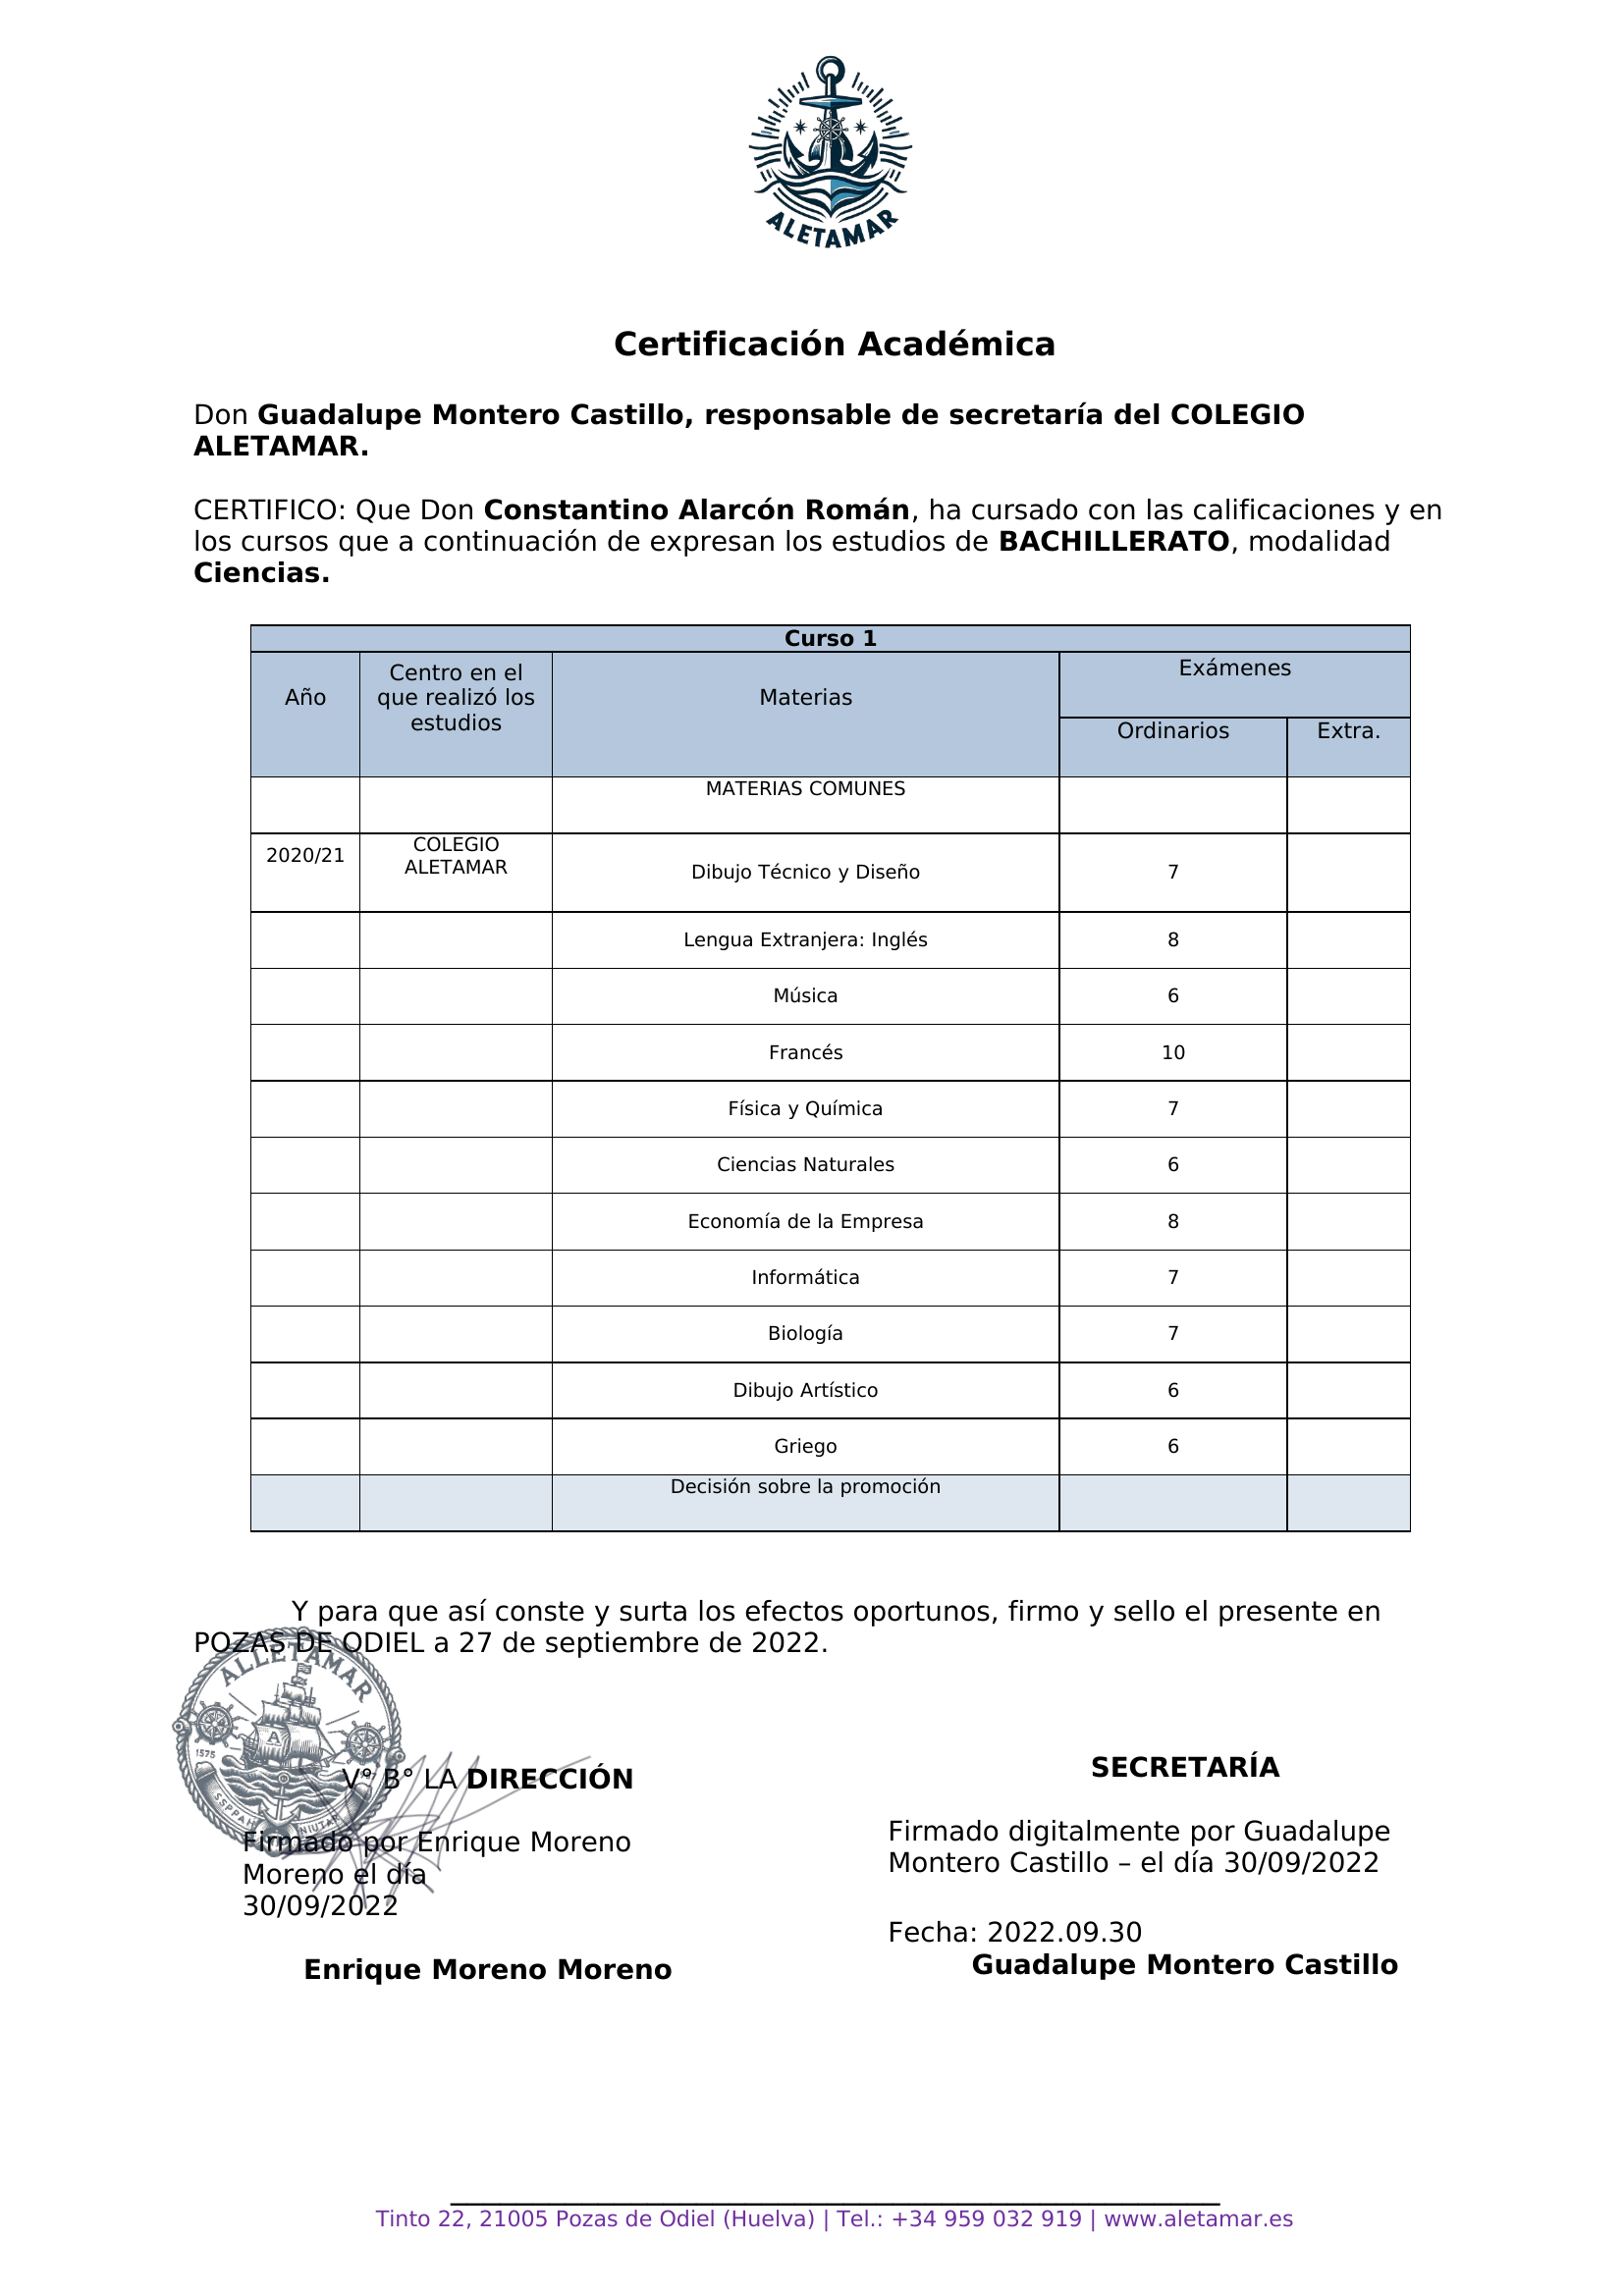 ALETAMAR
Certificación Académica
Don Guadalupe Montero Castillo, responsable de secretaría del COLEGIO
ALETAMAR.
CERTIFICO: Que Don Constantino Alarcón Román, ha cursado con las calificaciones y en
los cursos que a continuación de expresan los estudios de BACHILLERATO, modalidad
Ciencias.
Curso 1
Año
Centro en el
que realizó los
estudios
Materias
Exámenes
Ordinarios
Extra.
MATERIAS COMUNES
2020/21
COLEGIO
ALETAMAR
Dibujo Técnico y Diseño 7
Lengua Extranjera: Inglés 8
Música 6
Francés 10
Física y Química 7
Ciencias Naturales 6
Economía de la Empresa 8
Informática 7
Biología 7
Dibujo Artístico 6
Griego 6
Decisión sobre la promoción
Y para que así conste y surta los efectos oportunos, firmo y sello el presente en
POZAS DE ODIEL a 27 de septiembre de 2022.
ALLETAMAR
A
1575
V° B° LA DIRECCIÓN
Firmado por Enrique Moreno
Moreno el día
30/09/2022
Enrique Moreno Moreno
SECRETARÍA
Firmado digitalmente por Guadalupe
Montero Castillo – el día 30/09/2022
Fecha: 2022.09.30
Guadalupe Montero Castillo
Tinto 22, 21005 Pozas de Odiel (Huelva) | Tel.: +34 959 032 919 | www.aletamar.es